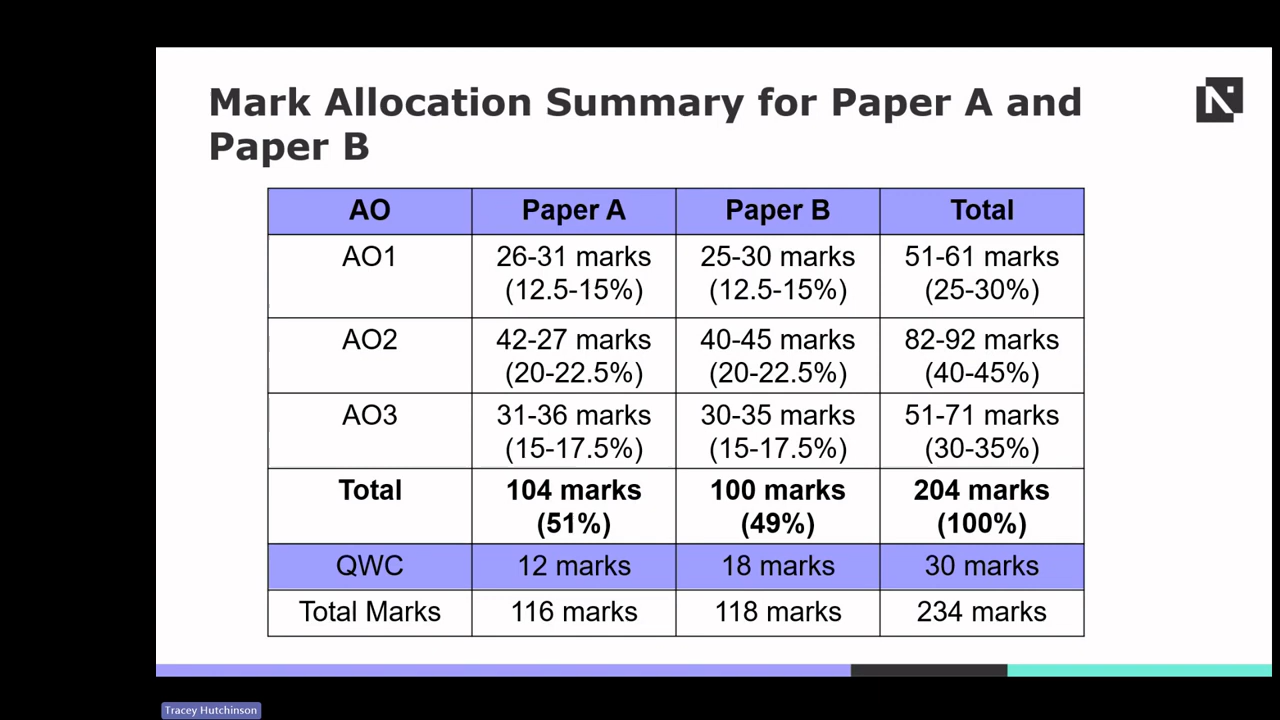 Mark Allocation Summary for Paper A and
Paper B
AO Paper A Paper B Total
AO1 26-31 marks 25-30 marks 51-61 marks
(12.5-15%) (12.5-15%) (25-30%)
AO2 42-27 marks 40-45 marks 82-92 marks
(20-22.5%) (20-22.5%) (40-45%)
AO3 31-36 marks 30-35 marks 51-71 marks
(15-17.5%) (15-17.5%) (30-35%)
Total 104 marks 100 marks 204 marks
(51%) (49%) (100%)
QWC 12 marks 18 marks 30 marks
Total Marks 116 marks 118 marks 234 marks
Tracey Hutchinson